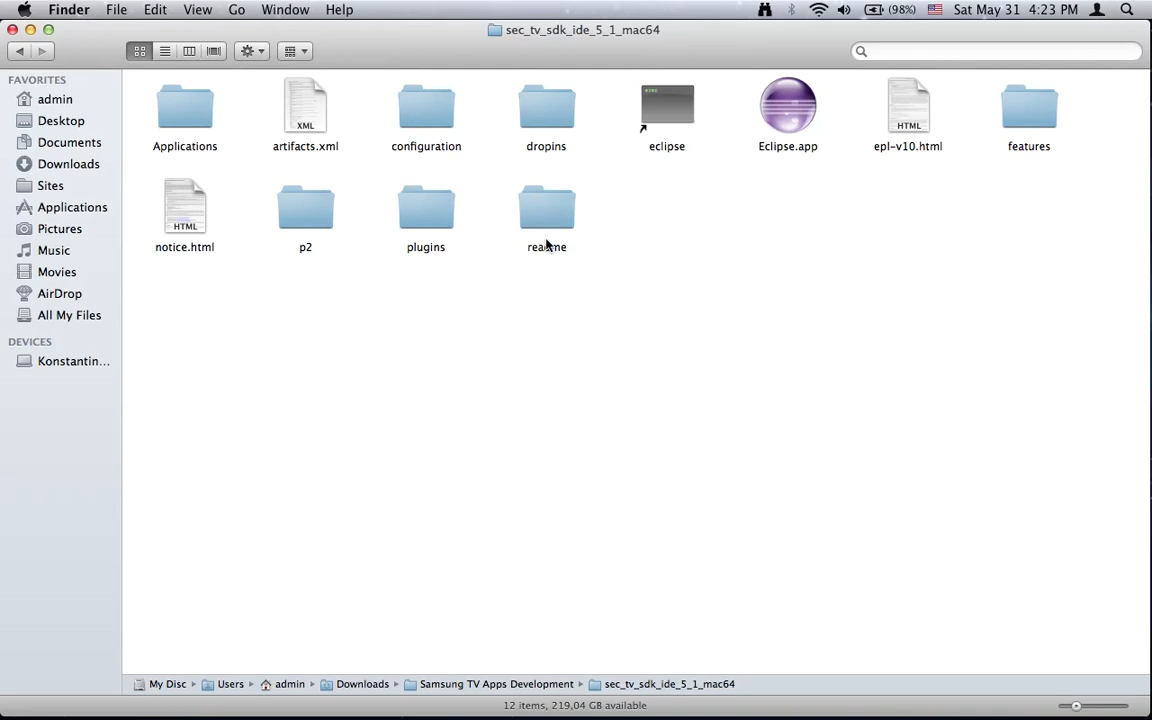 Finder File Edit View Go Window Help (98%) Sat May 31 4:23 PM
sec_tv_sdk_ide_5_1_mac64
FAVORITES
admin
Desktop
Documents
Downloads
Sites
Applications
Pictures
Music
Movies
AirDrop
All My Files
DEVICES
Konstantin...
XML
HTML
Applications artifacts.xml configuration dropins eclipse Eclipse.app epl-v10.html features
HTML
notice.html p2 plugins readme
My Disc Users admin Downloads Samsung TV Apps Development sec_tv_sdk_ide_5_1_mac64
12 items, 219,04 GB available